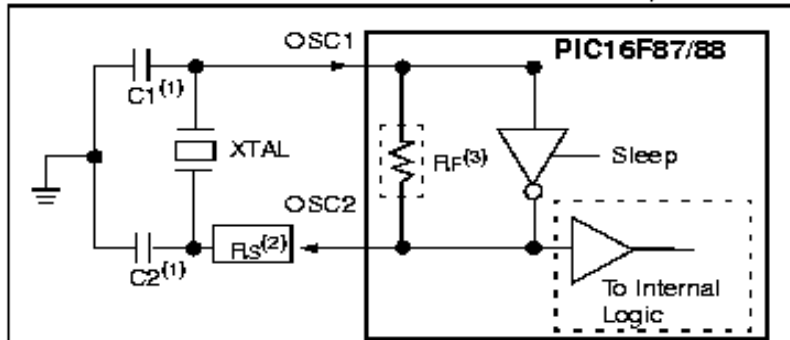 OSC1
PIC16F87/88
C1(1)
XTAL
RF(3)
Sleep
OSC2
C2(1)
RS(2)
To Internal
Logic